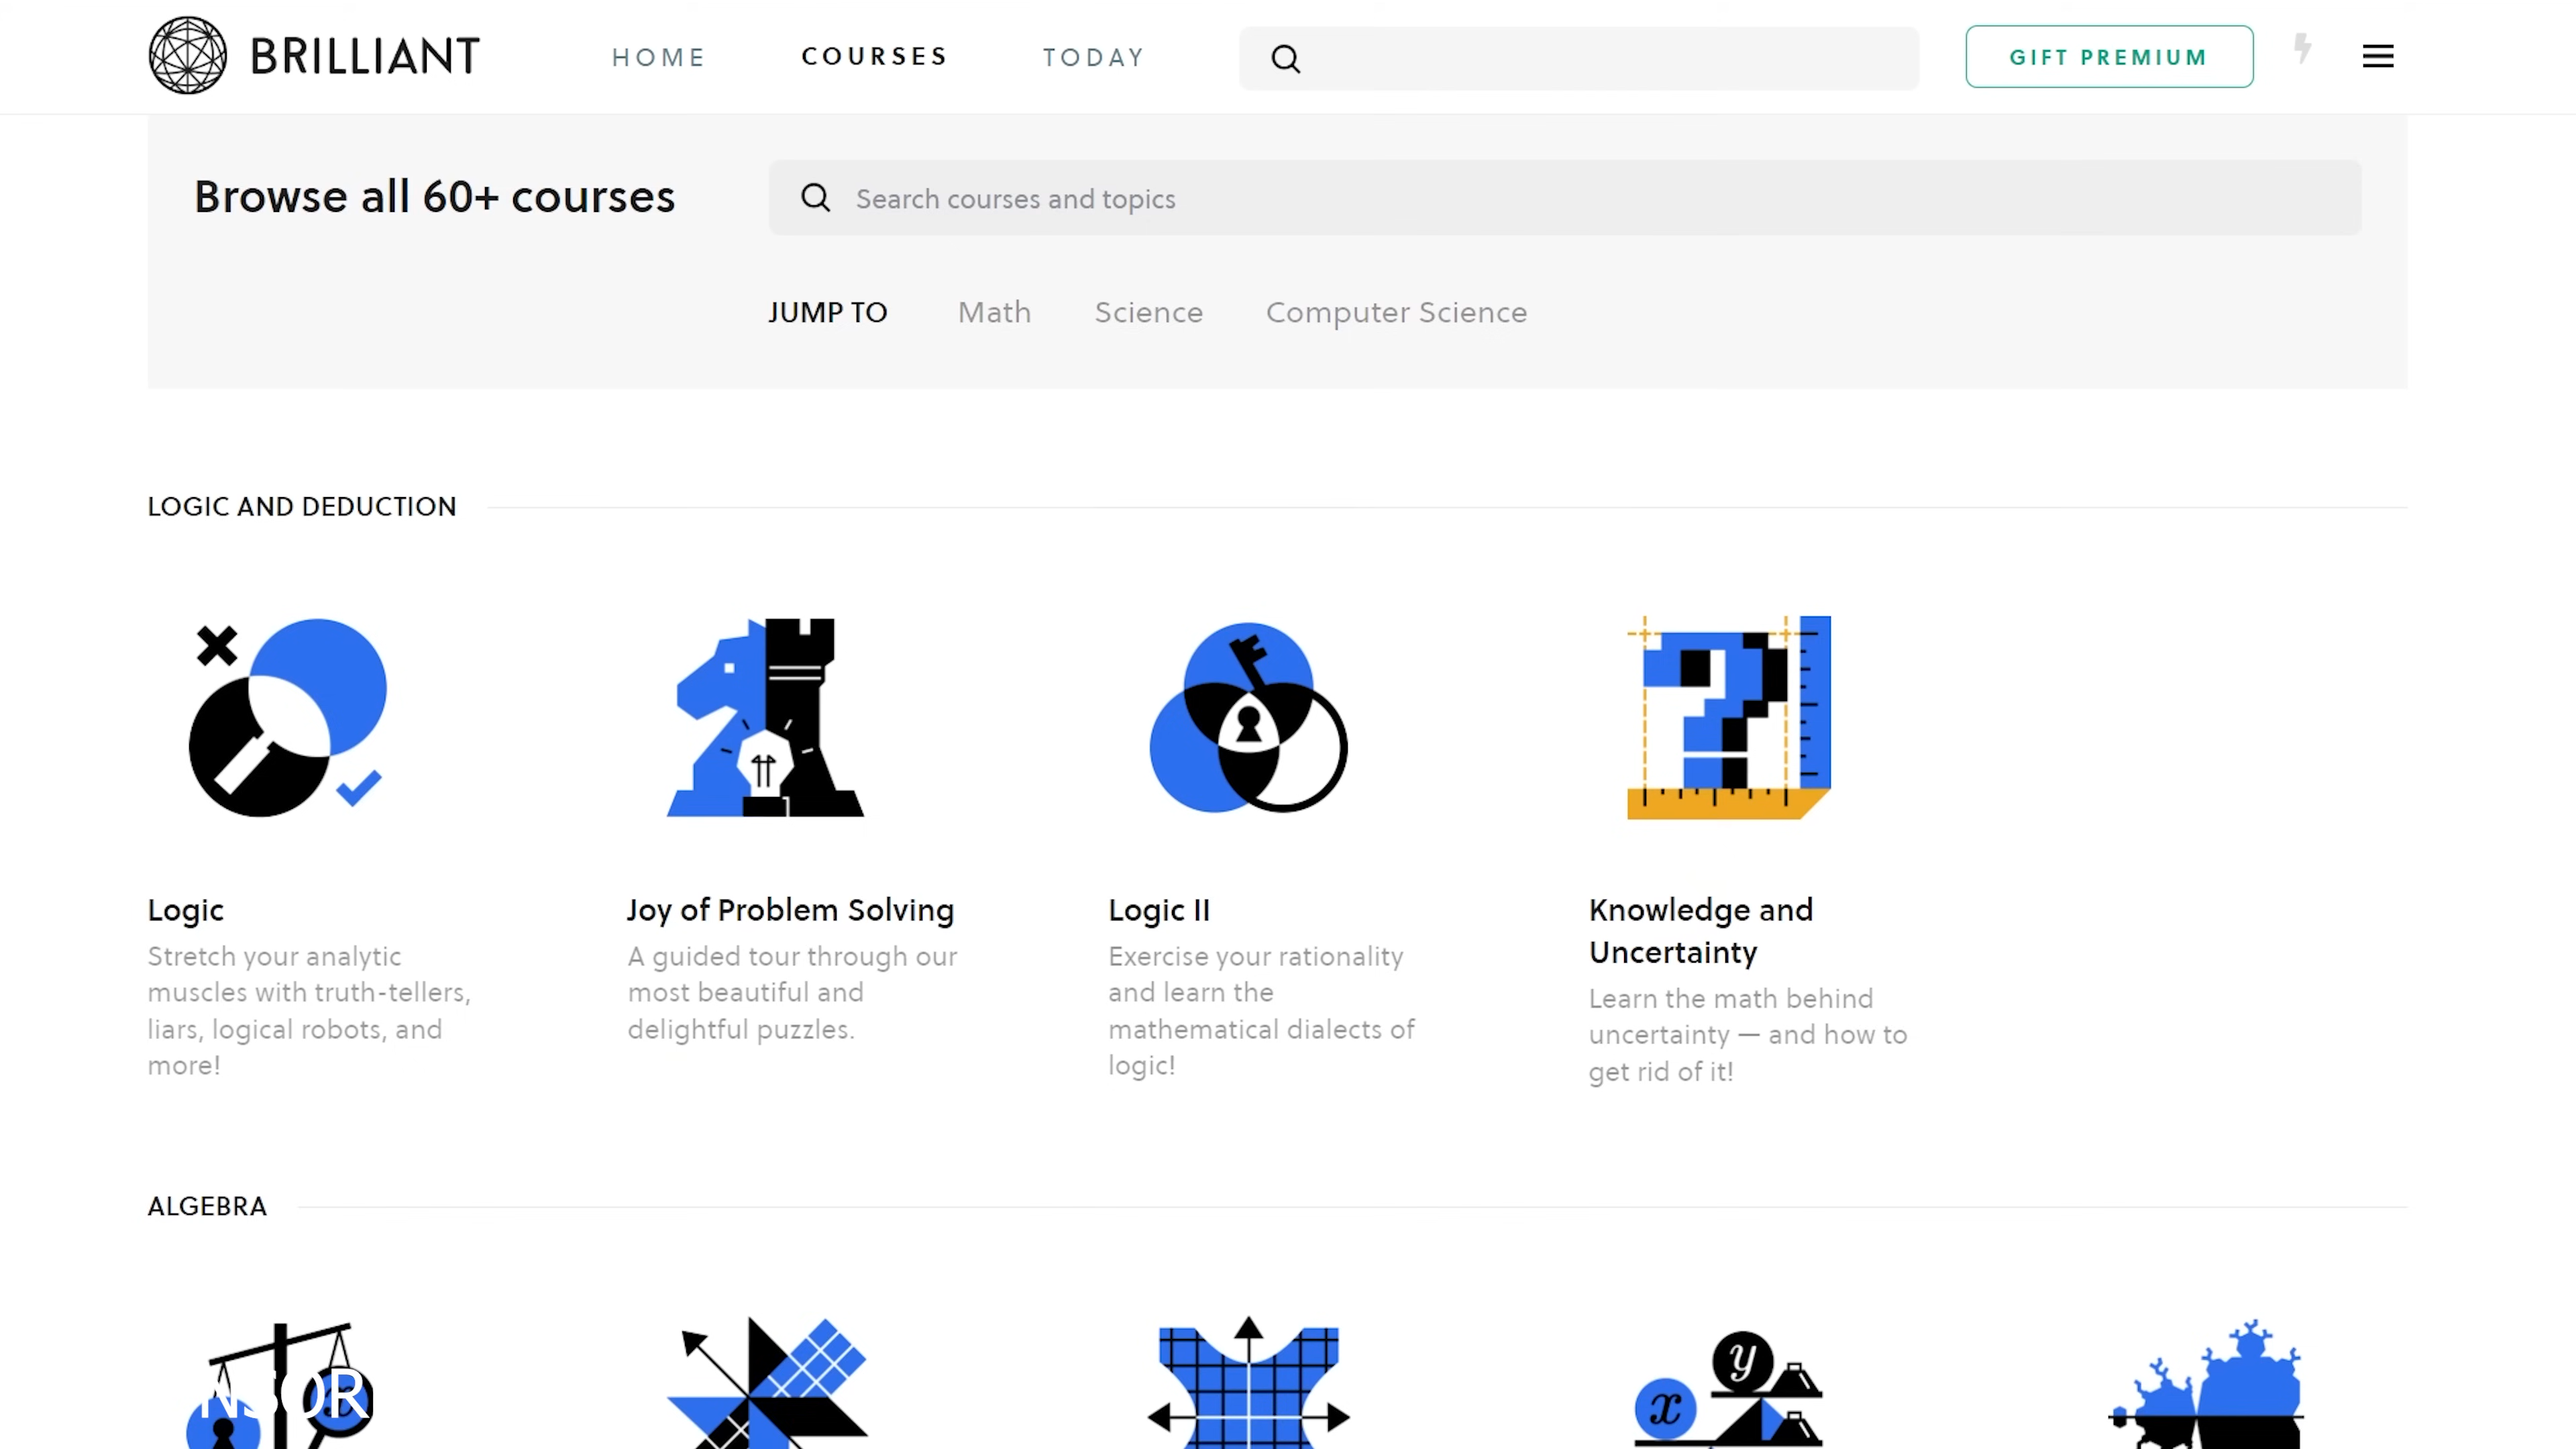 BRILLIANT
HOME
COURSES
TODAY
GIFT PREMIUM
Browse all 60+ courses
Search courses and topics
JUMP TO
Math
Science
Computer Science
LOGIC AND DEDUCTION
Logic
Stretch your analytic
muscles with truth-tellers,
liars, logical robots, and
more!
Joy of Problem Solving
A guided tour through our
most beautiful and
delightful puzzles.
Logic II
Exercise your rationality
and learn the
mathematical dialects of
logic!
Knowledge and
Uncertainty
Learn the math behind
uncertainty — and how to
get rid of it!
ALGEBRA
y
x